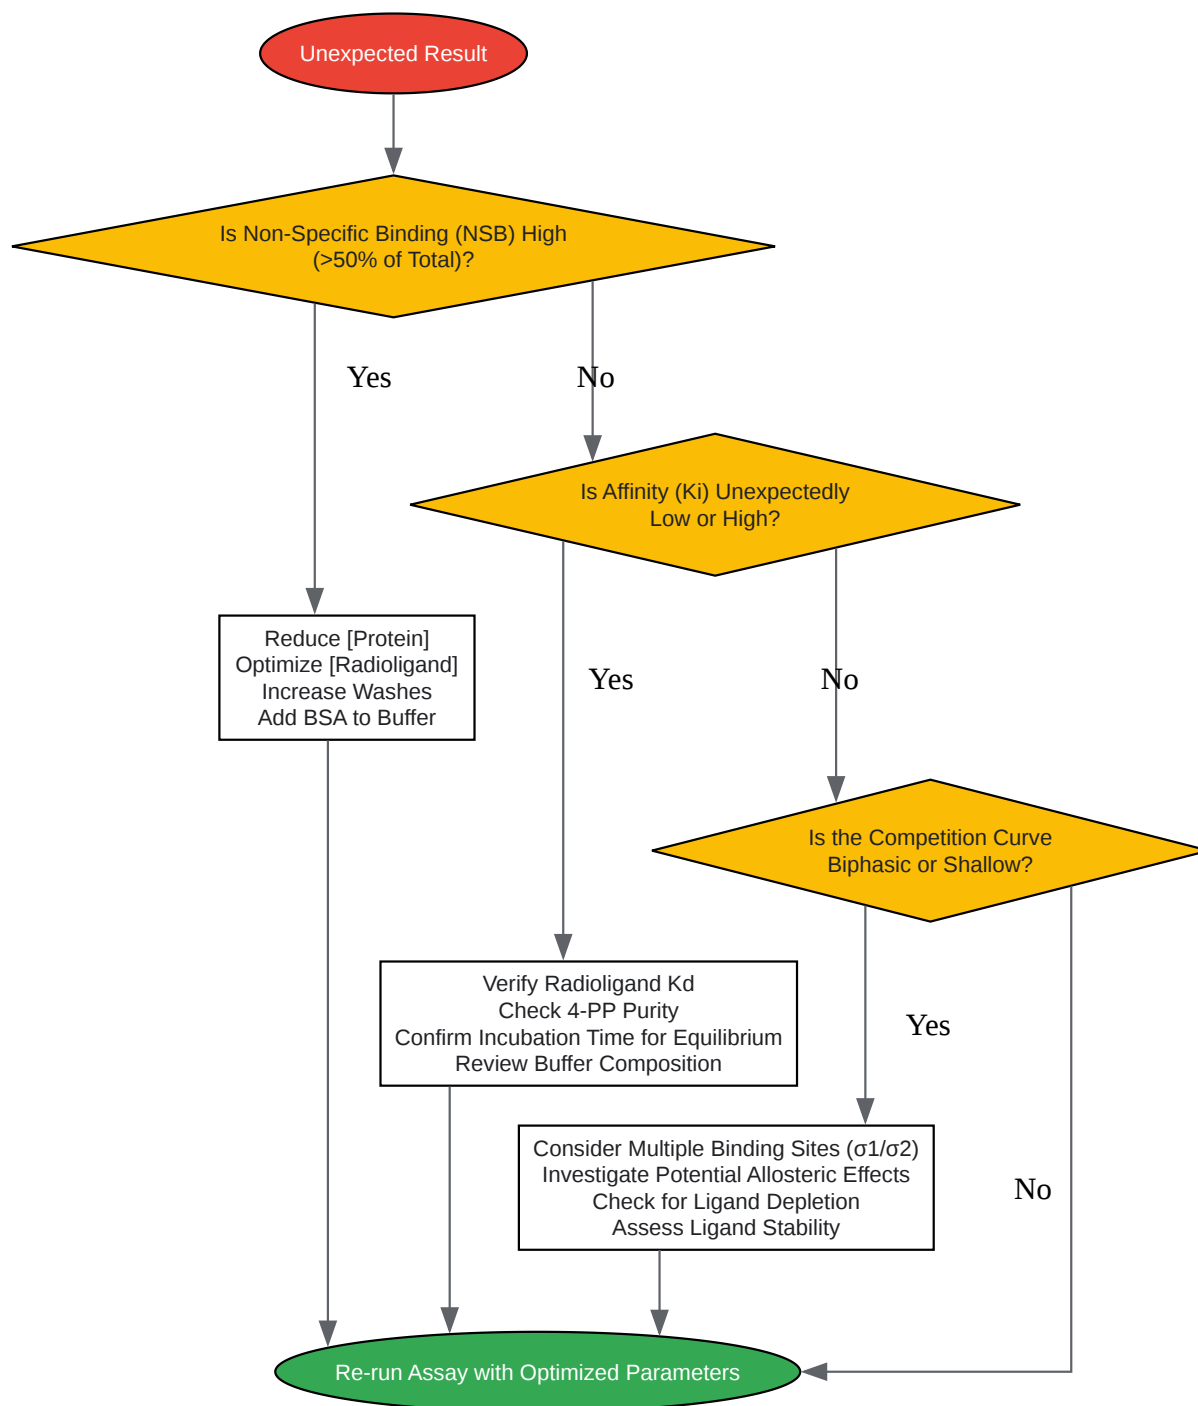 Unexpected Result
Is Non-Specific Binding (NSB) High
(>50% of Total)?
Yes
No
Is Affinity (Ki) Unexpectedly
Low or High?
Reduce [Protein]
Optimize [Radioligand]
Increase Washes
Add BSA to Buffer
Yes
No
Is the Competition Curve
Biphasic or Shallow?
Verify Radioligand Kd
Check 4-PP Purity
Confirm Incubation Time for Equilibrium
Review Buffer Composition
Yes
Consider Multiple Binding Sites (σ1/σ2)
Investigate Potential Allosteric Effects
Check for Ligand Depletion
Assess Ligand Stability
No
Re-run Assay with Optimized Parameters